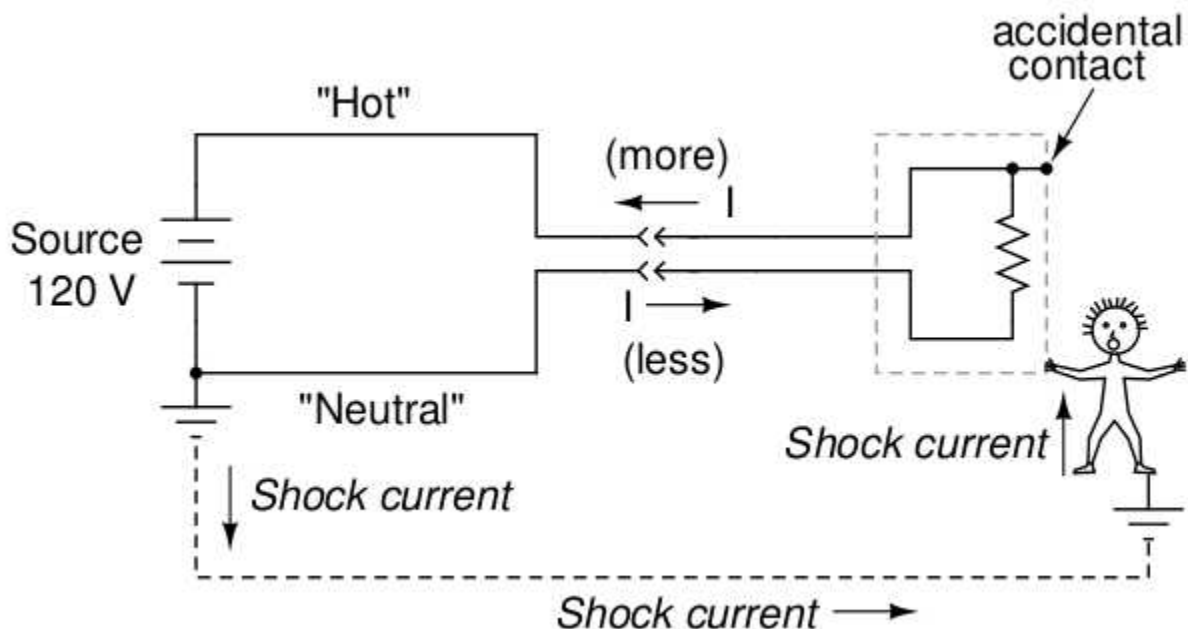 accidental
contact
"Hot"
(more)
I
Source
120 V
I
(less)
"Neutral"
Shock current
Shock current
Shock current